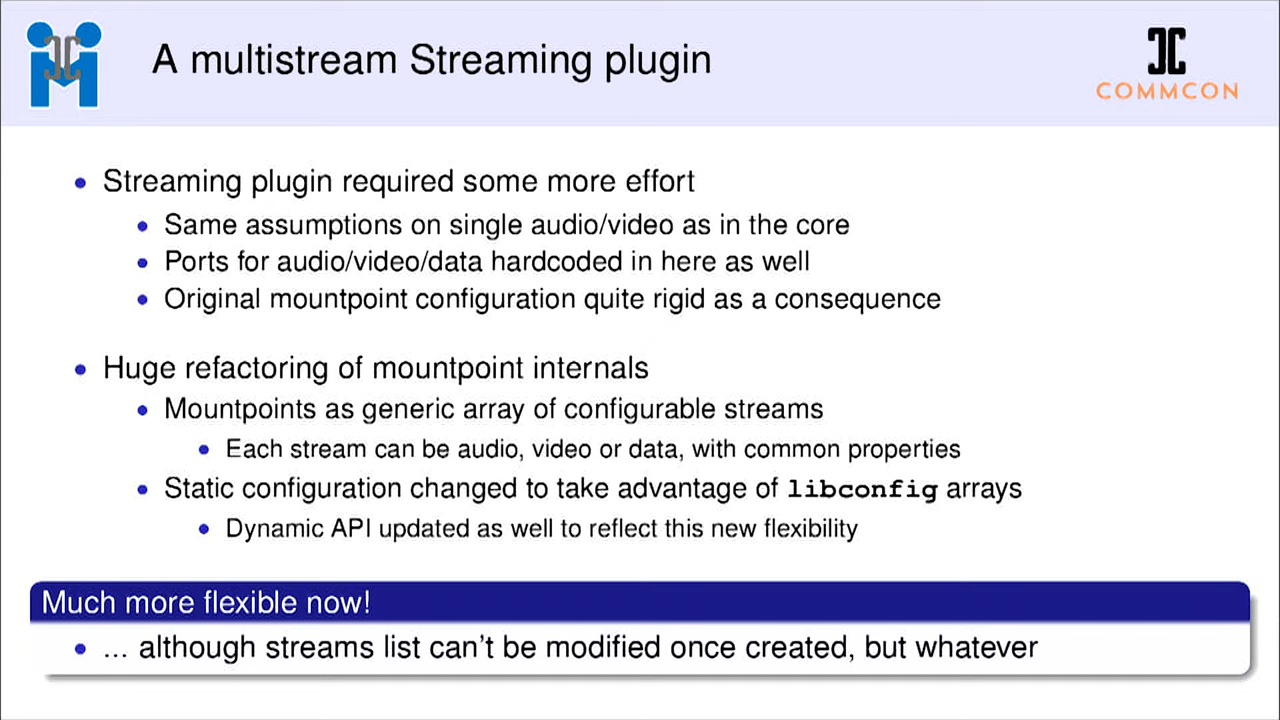 A multistream Streaming plugin
COMMCON
Streaming plugin required some more effort
Same assumptions on single audio/video as in the core
Ports for audio/video/data hardcoded in here as well
Original mountpoint configuration quite rigid as a consequence
Huge refactoring of mountpoint internals
Mountpoints as generic array of configurable streams
Each stream can be audio, video or data, with common properties
Static configuration changed to take advantage of libconfig arrays
Dynamic API updated as well to reflect this new flexibility
Much more flexible now!
... although streams list can't be modified once created, but whatever